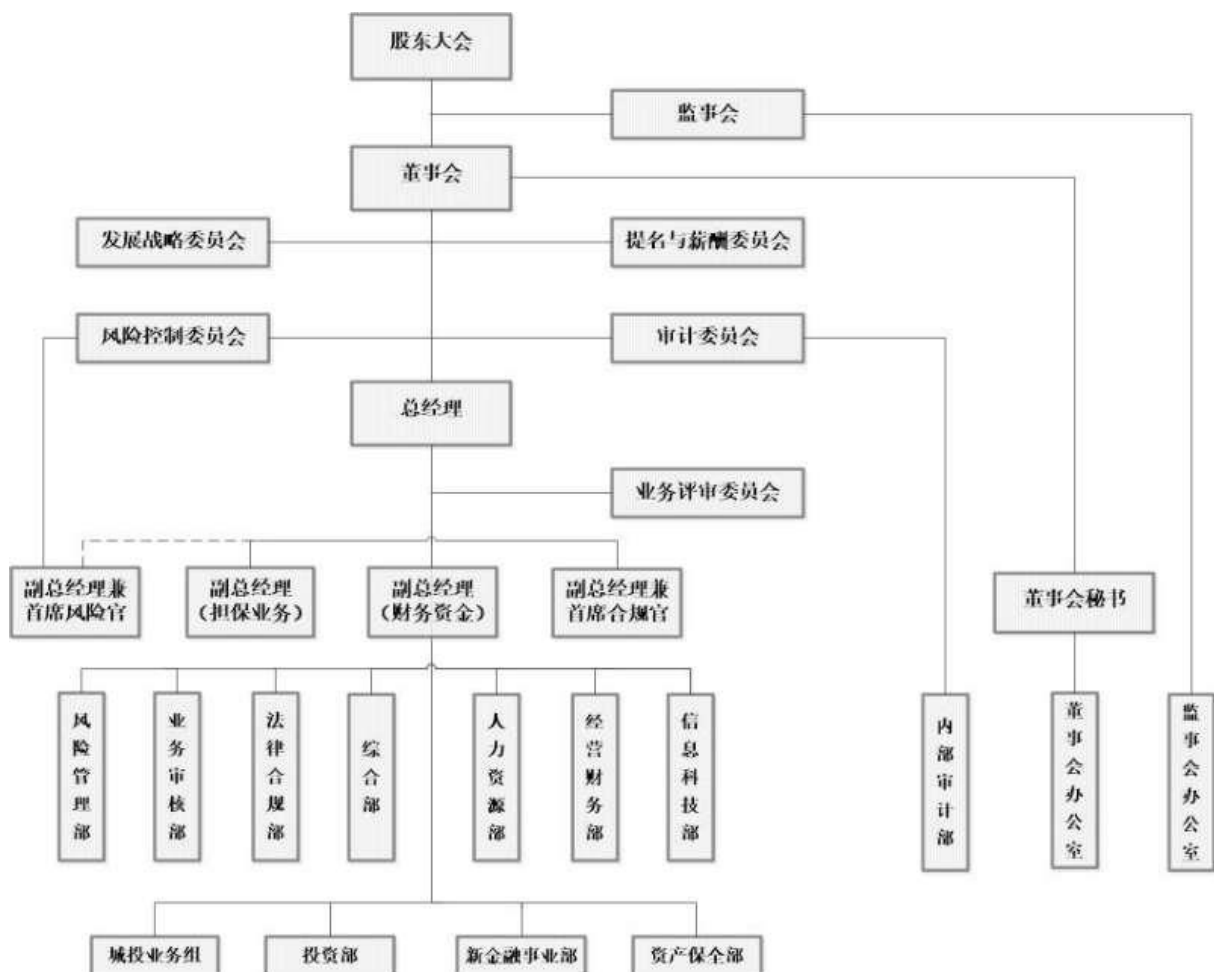 股东大会
监事会
董事会
发展战略委员会
提名与薪酬委员会
风险控制委员会
审计委员会
总经理
业务评审委员会
副总经理兼
首席风险官
副总经理
(担保业务)
副总经理
(财务资金)
副总经理兼
首席合规官
董事会秘书
风险管理部
业务审核部
法律合规部
综合部
人力资源部
经营财务部
信息科技部
内部审计部
董事会办公室
监事会办公室
城投业务组
投资部
新金融事业部
资产保全部